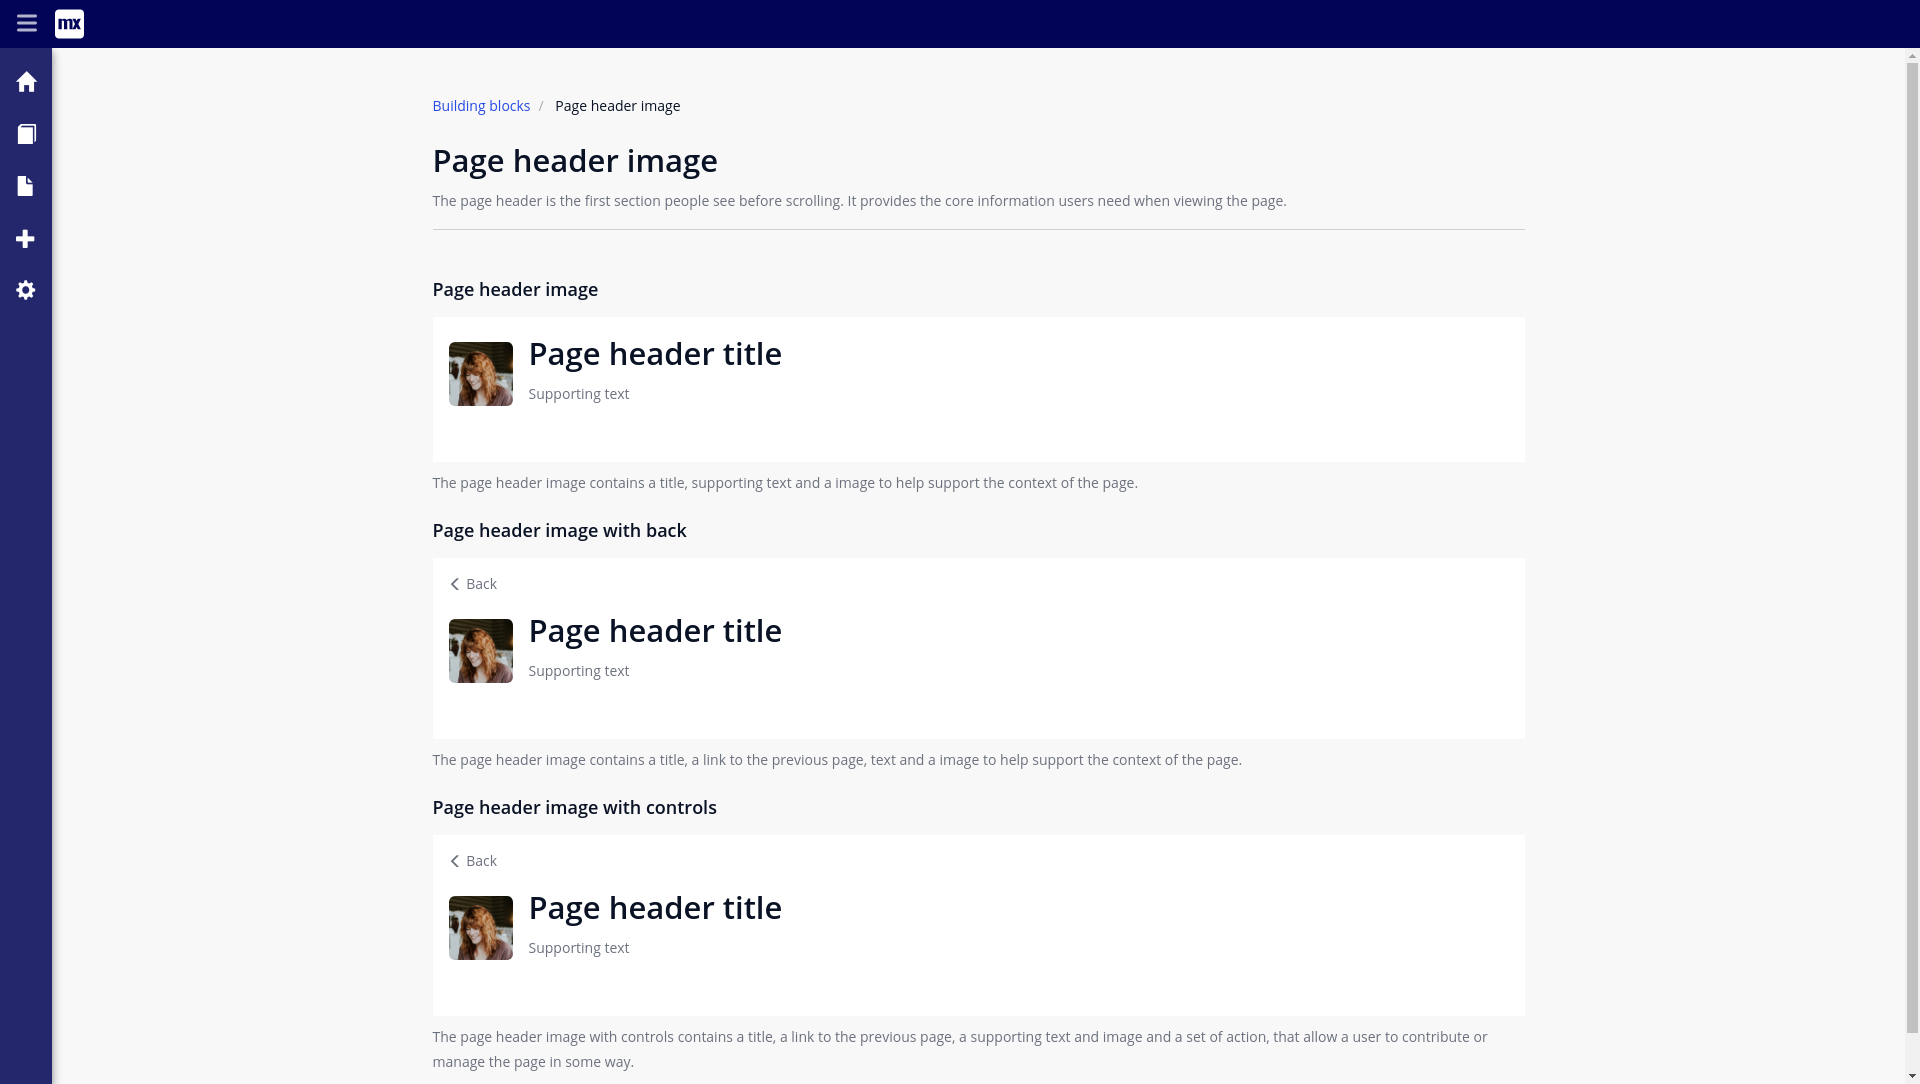 mx
Building blocks / Page header image
Page header image
The page header is the first section people see before scrolling. It provides the core information users need when viewing the page.
Page header image
Page header title
Supporting text
The page header image contains a title, supporting text and a image to help support the context of the page.
Page header image with back
Back
Page header title
Supporting text
The page header image contains a title, a link to the previous page, text and a image to help support the context of the page.
Page header image with controls
Back
Page header title
Supporting text
The page header image with controls contains a title, a link to the previous page, a supporting text and image and a set of action, that allow a user to contribute or
manage the page in some way.